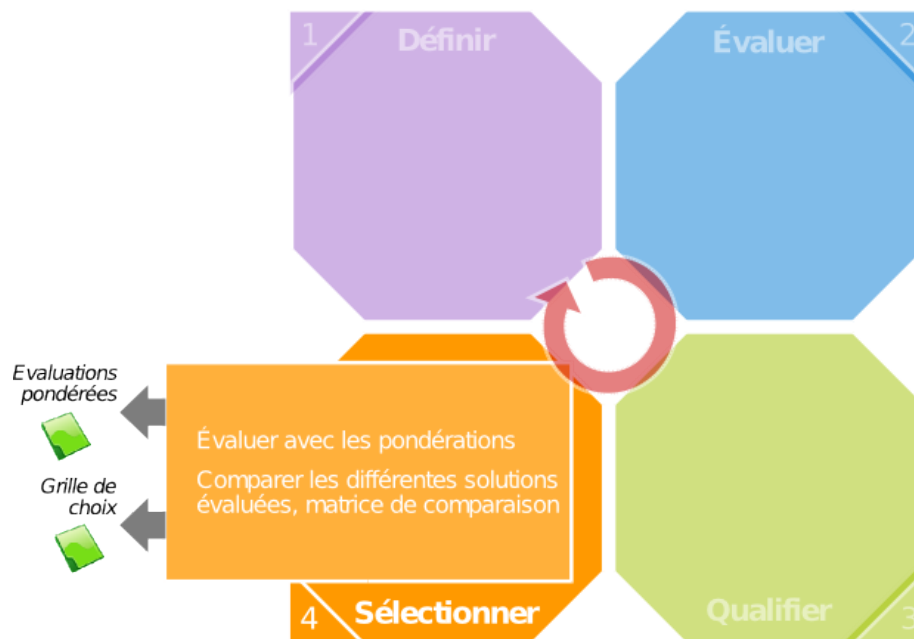 1
Définir
Évaluer
2
Evaluations
pondérées
Grille de
choix
Évaluer avec les pondérations
Comparer les différentes solutions
évaluées, matrice de comparaison
4
Sélectionner
Qualifier
3